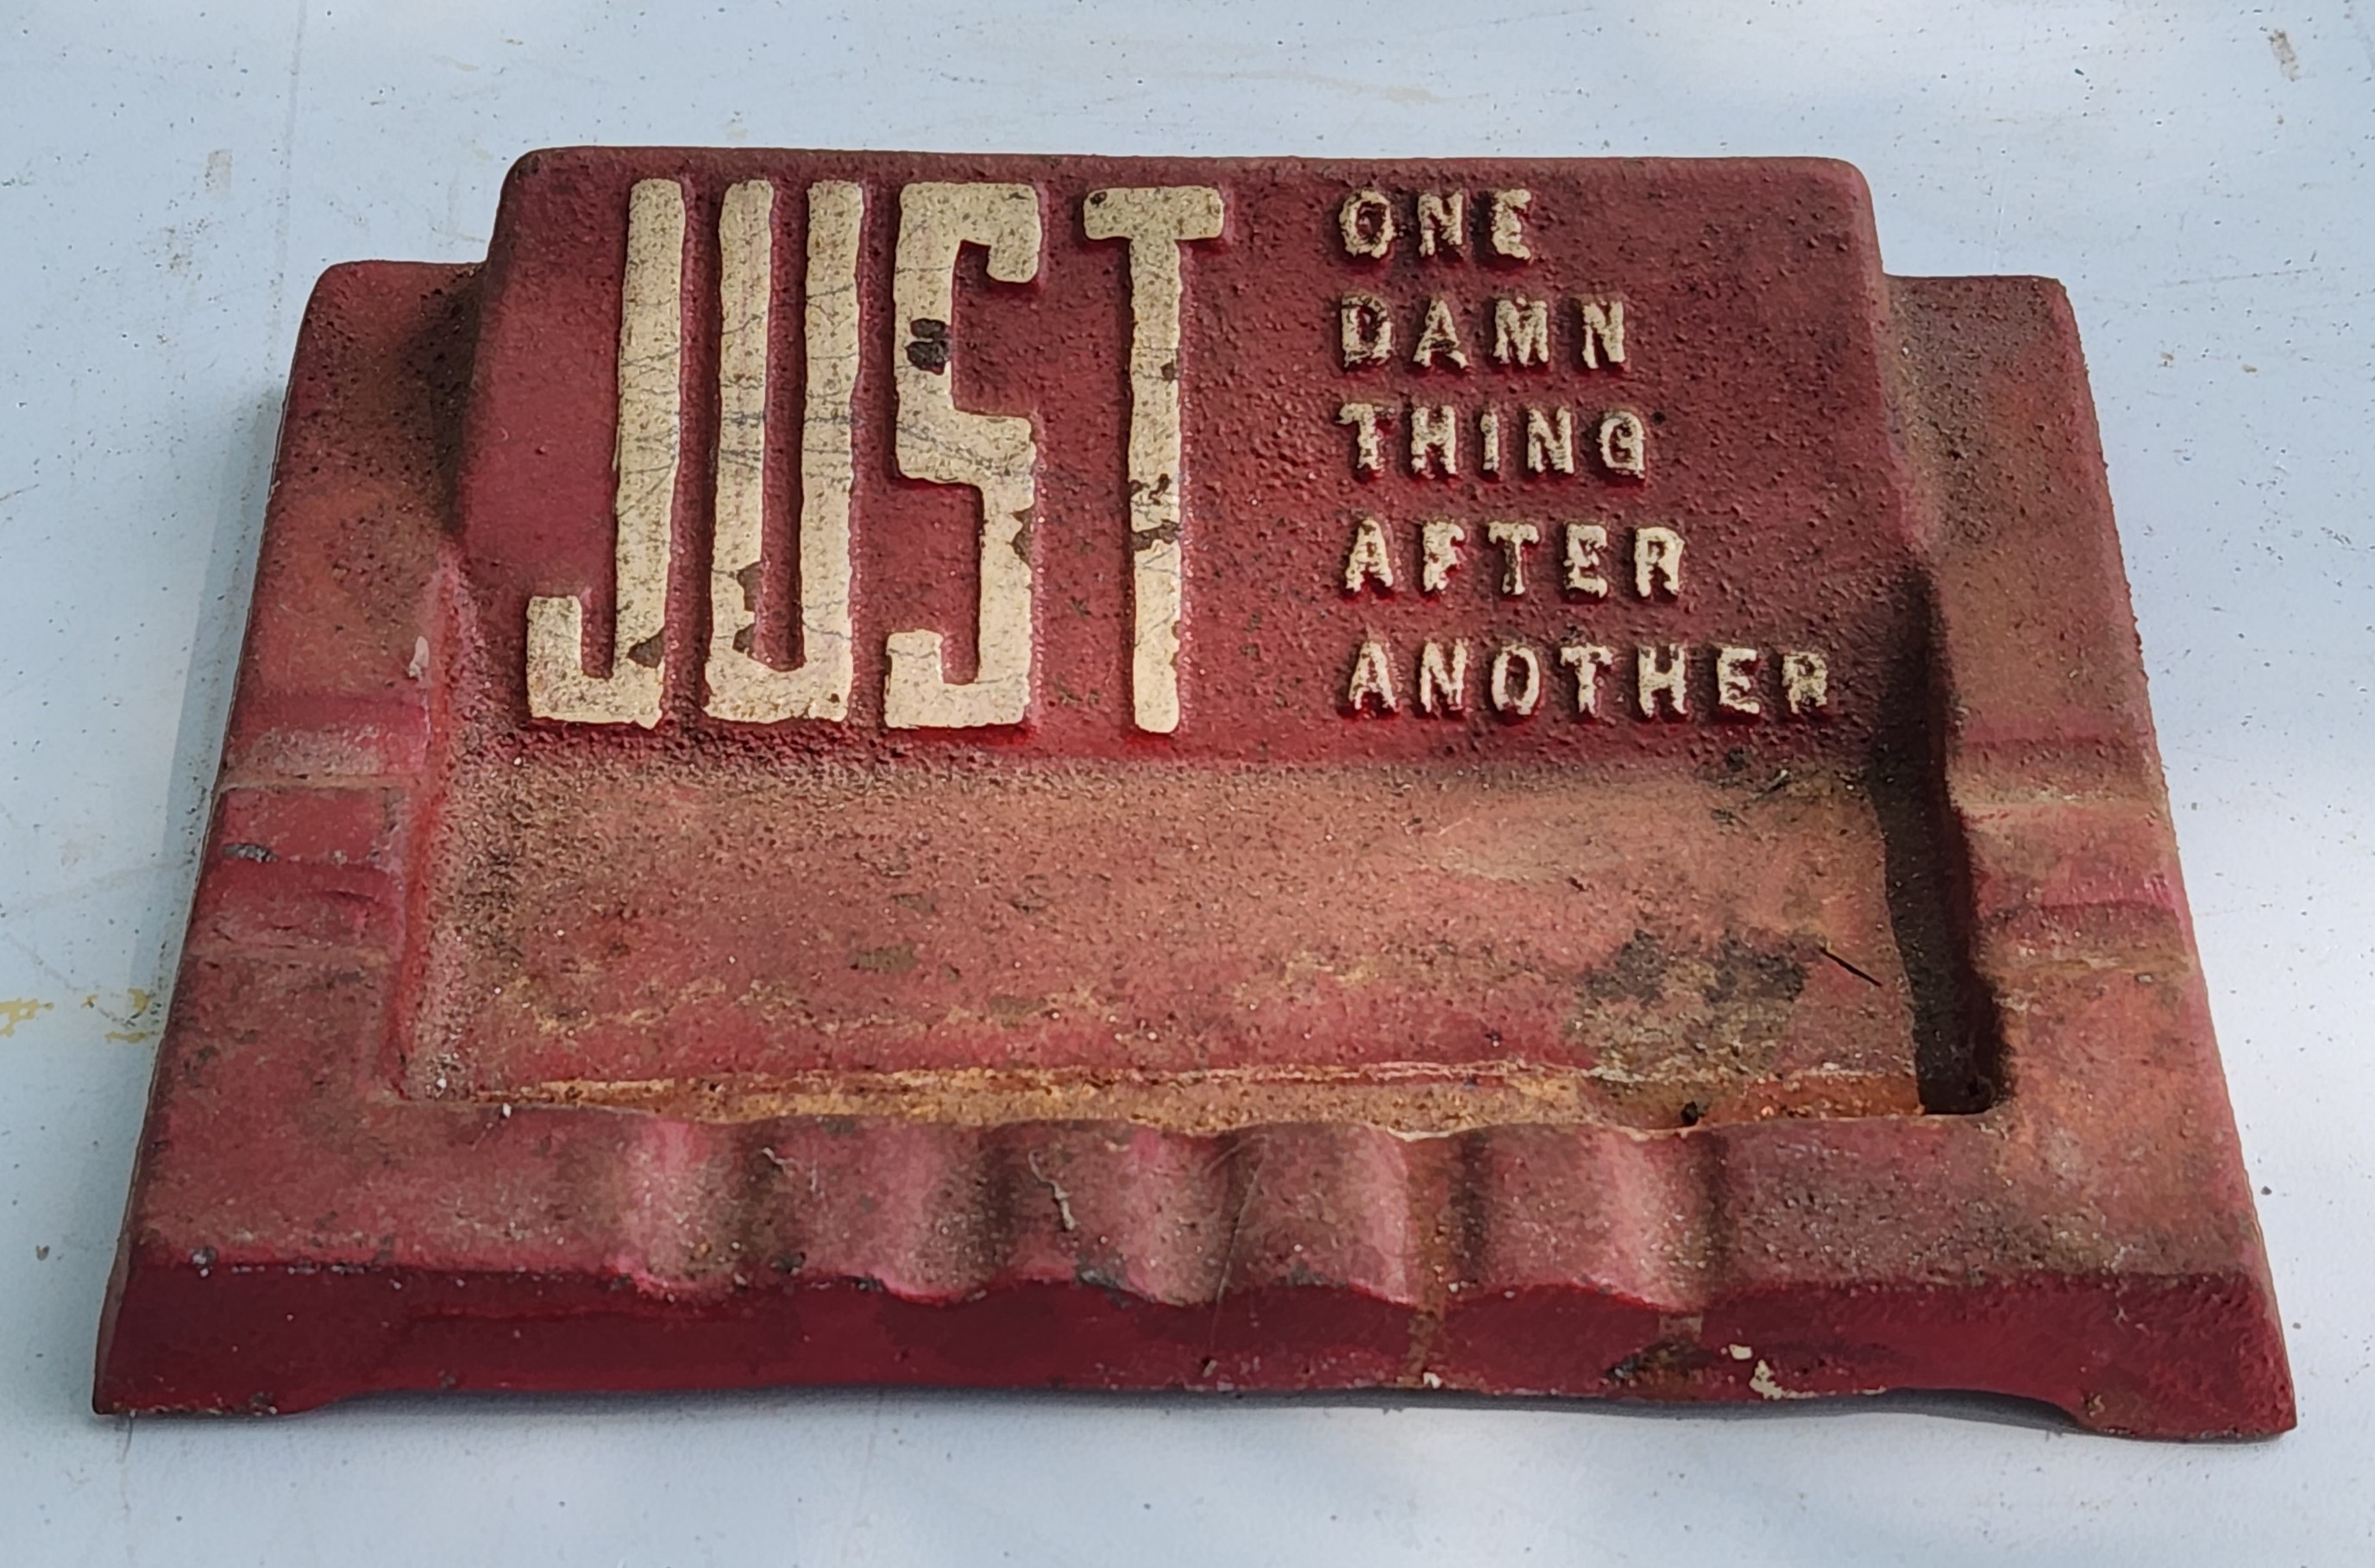 JUST
ONE
DAMN
THING
AFTER
ANOTHER